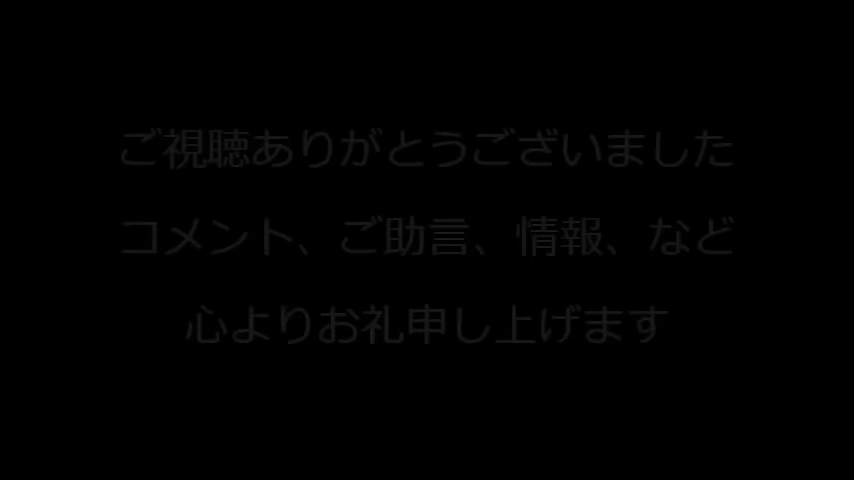 ご視聴ありがとうございました
コメント、ご助言、情報、など
心よりお礼申し上げます